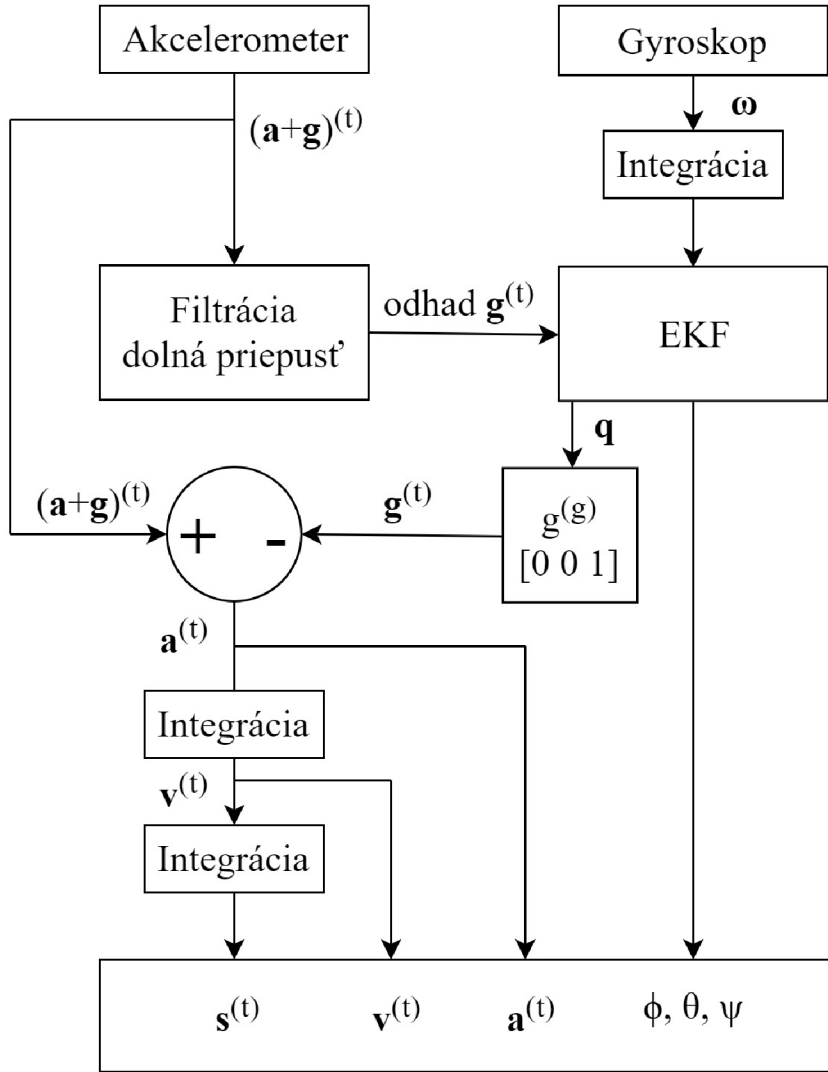 Akcelerometer
Gyroskop
(a+g)(t)
ω
Integrácia
Filtrácia
dolná priepusť
odhad g(t)
EKF
q
(a+g)(t)
+
-
g(t)
g(g)
[0 0 1]
a(t)
Integrácia
v(t)
Integrácia
s(t)
v(t)
a(t)
ϕ, θ, ψ